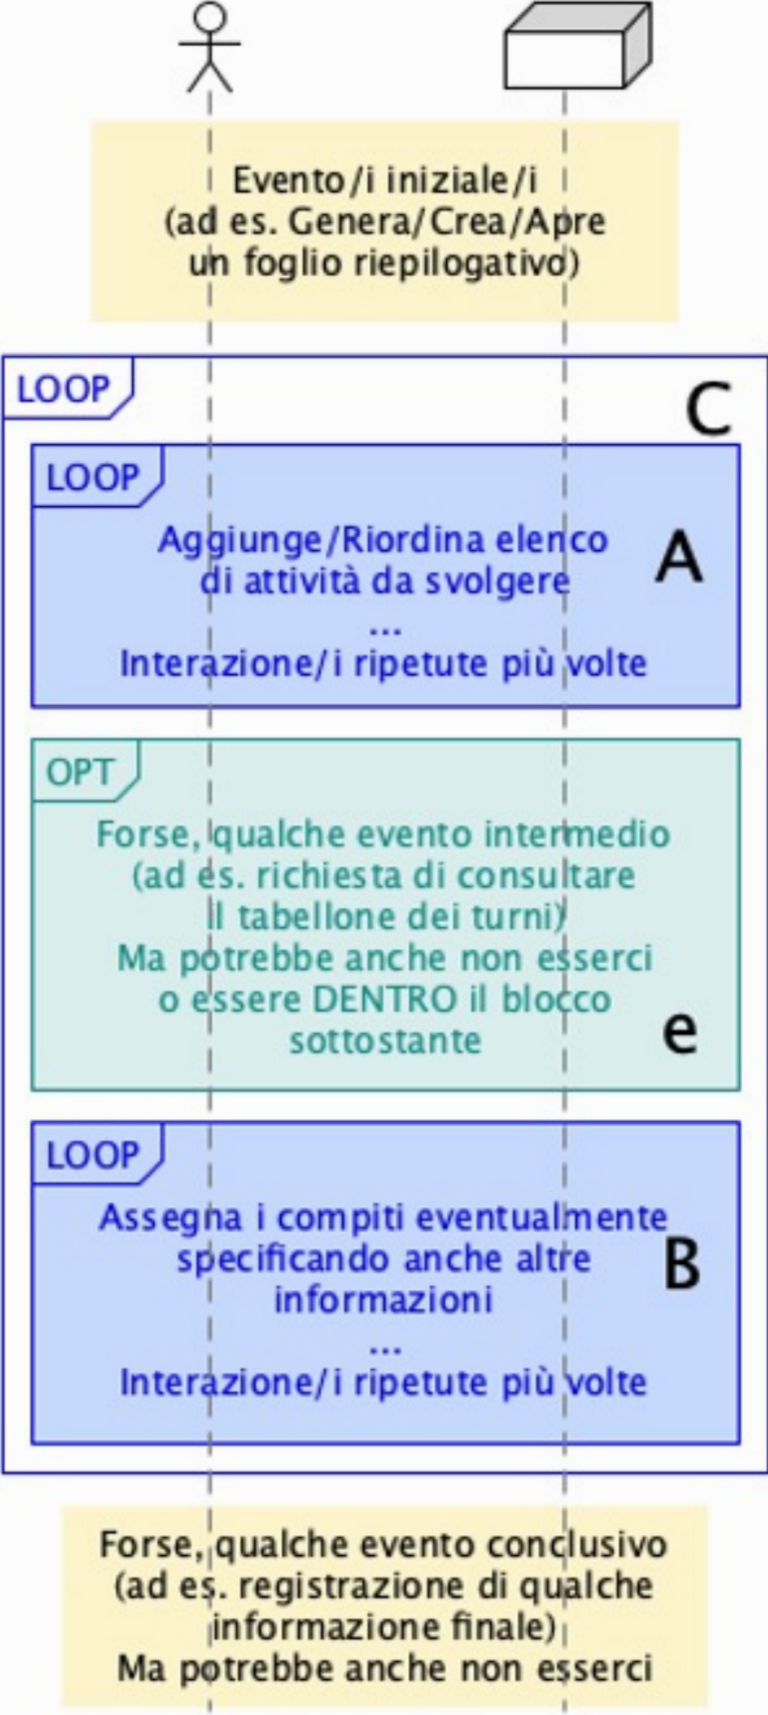 Evento/i iniziale/i
(ad es. Genera/Crea/Apre
un foglio riepilogativo)
LOOP
C
LOOP
Aggiunge/Riordina elenco
di attività da svolgere
A
...
Interazione/i ripetute più volte
OPT
Forse, qualche evento intermedio
(ad es. richiesta di consultare
il tabellone dei turni)
Ma potrebbe anche non esserci
o essere DENTRO il blocco
sottostante
e
LOOP
Assegna i compiti eventualmente
specificando anche altre
informazioni
B
...
Interazione/i ripetute più volte
Forse, qualche evento conclusivo
(ad es. registrazione di qualche
informazione finale)
Ma potrebbe anche non esserci